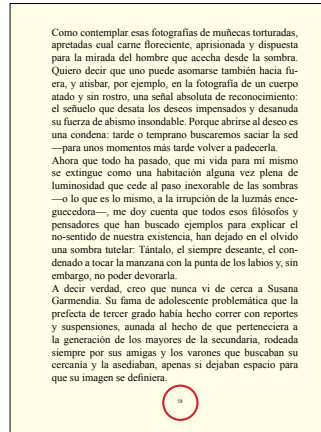 Como contemplar esas fotografías de muñecas torturadas,
apretadas cual carne floreciente, aprisionada y dispuesta
para la mirada del hombre que acecha desde la sombra.
Quiero decir que uno puede asomarse también hacia fu-
era, y atisbar, por ejemplo, en la fotografía de un cuerpo
atado y sin rostro, una señal absoluta de reconocimiento:
el señuelo que desata los deseos impensados y desanuda
su fuerza de abismo insondable. Porque abrirse al deseo es
una condena: tarde o temprano buscaremos saciar la sed
—para unos momentos más tarde volver a padecerla.
Ahora que todo ha pasado, que mi vida para mí mismo
se extingue como una habitación alguna vez plena de
luminosidad que cede al paso inexorable de las sombras
—o lo que es lo mismo, a la irrupción de la luzmás ence-
guecedora—, me doy cuenta que todos esos filósofos y
pensadores que han buscado ejemplos para explicar el
no-sentido de nuestra existencia, han dejado en el olvido
una sombra tutelar: Tántalo, el siempre deseante, el con-
denado a tocar la manzana con la punta de los labios y, sin
embargo, no poder devorarla.
A decir verdad, creo que nunca vi de cerca a Susana
Garmendia. Su fama de adolescente problemática que la
prefecta de tercer grado había hecho correr con reportes
y suspensiones, aunada al hecho de que perteneciera a
la generación de los mayores de la secundaria, rodeada
siempre por sus amigas y los varones que buscaban su
cercanía y la asediaban, apenas si dejaban espacio para
que su imagen se definiera.
58